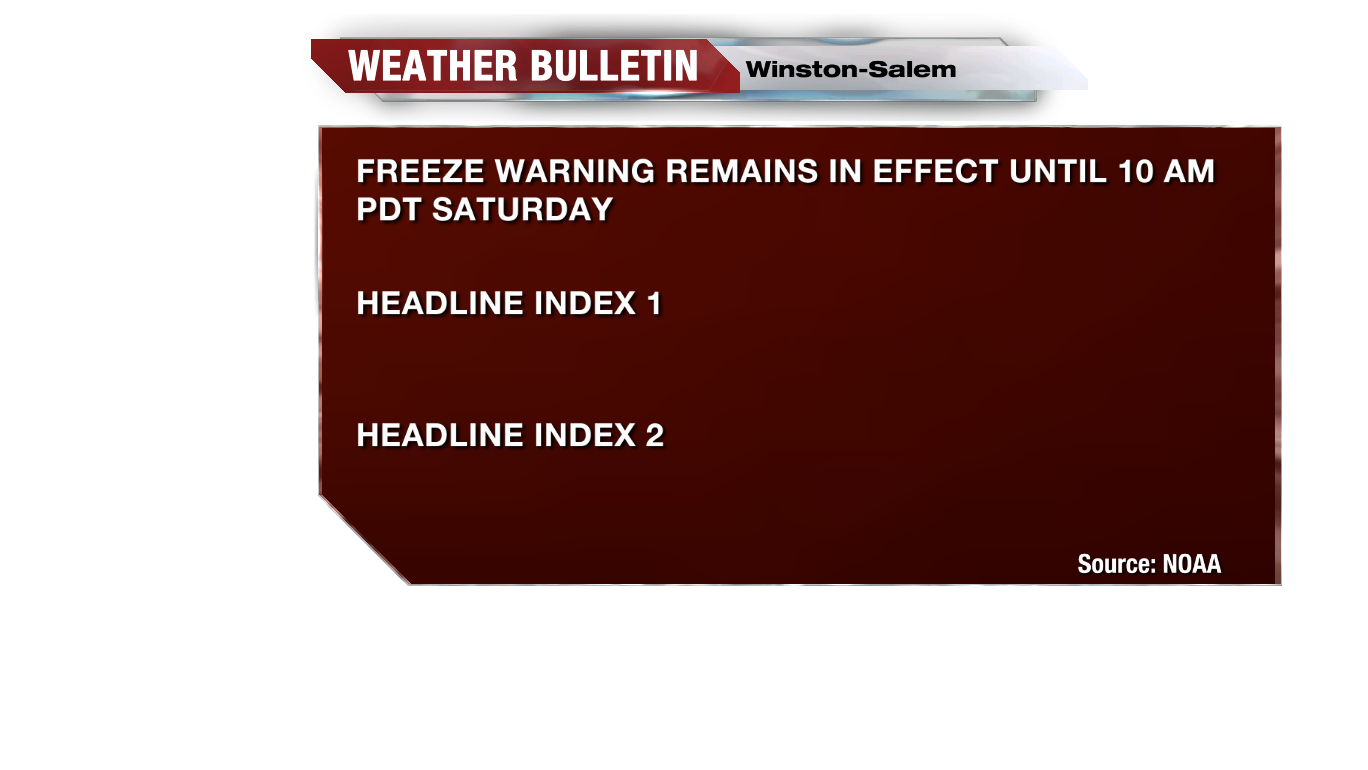 WEATHER BULLETIN
Winston-Salem
FREEZE WARNING REMAINS IN EFFECT UNTIL 10 AM
PDT SATURDAY
HEADLINE INDEX 1
HEADLINE INDEX 2
Source: NOAA